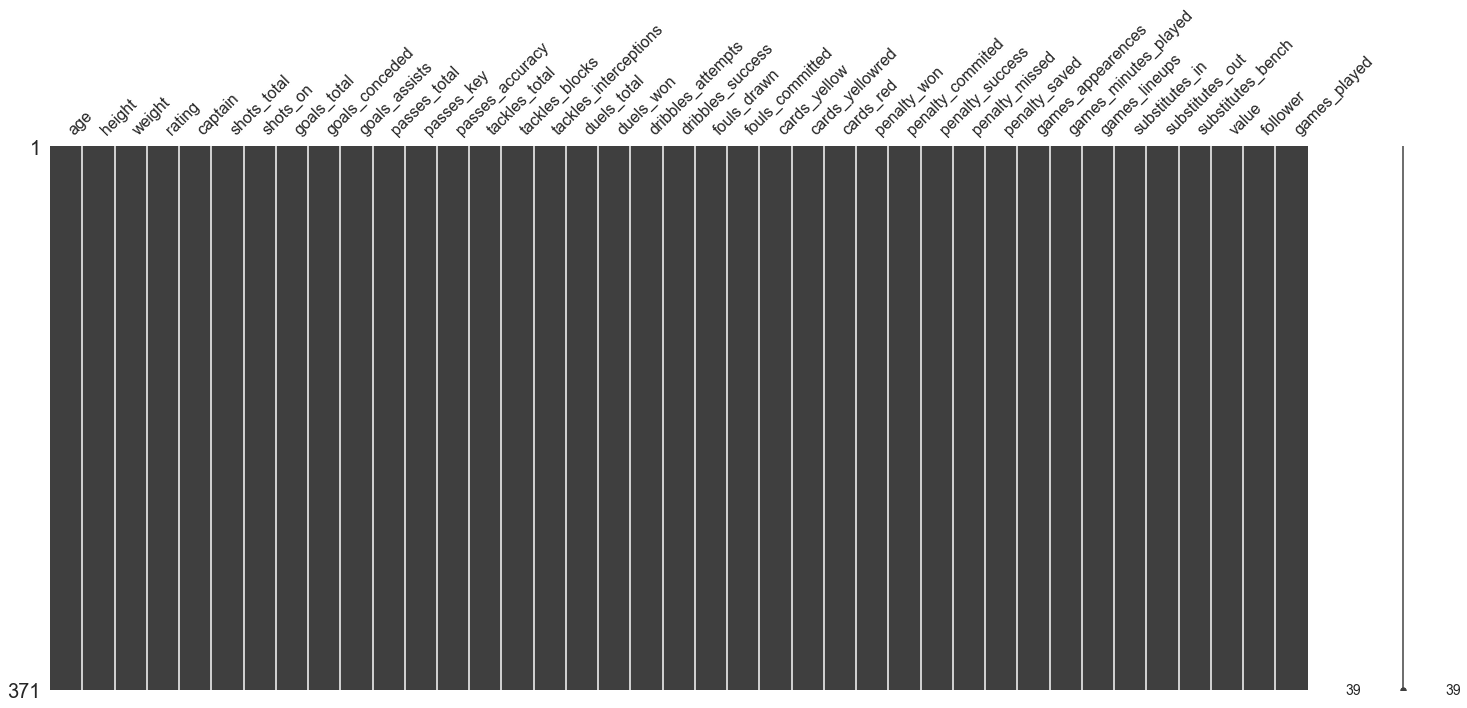 age
height
weight
rating
captain
shots_total
shots_on
goals_total
goals_conceded
goals_assists
passes_total
passes_key
passes_accuracy
tackles_total
tackles_blocks
tackles_interceptions
duels_total
duels_won
dribbles_attempts
dribbles_success
fouls_drawn
fouls_committed
cards_yellow
cards_yellowred
cards_red
penalty_won
penalty_commited
penalty_success
penalty_missed
penalty_saved
games_appearences
games_minutes_played
games_lineups
substitutes_in
substitutes_out
substitutes_bench
value
follower
games_played
1
371
39
39